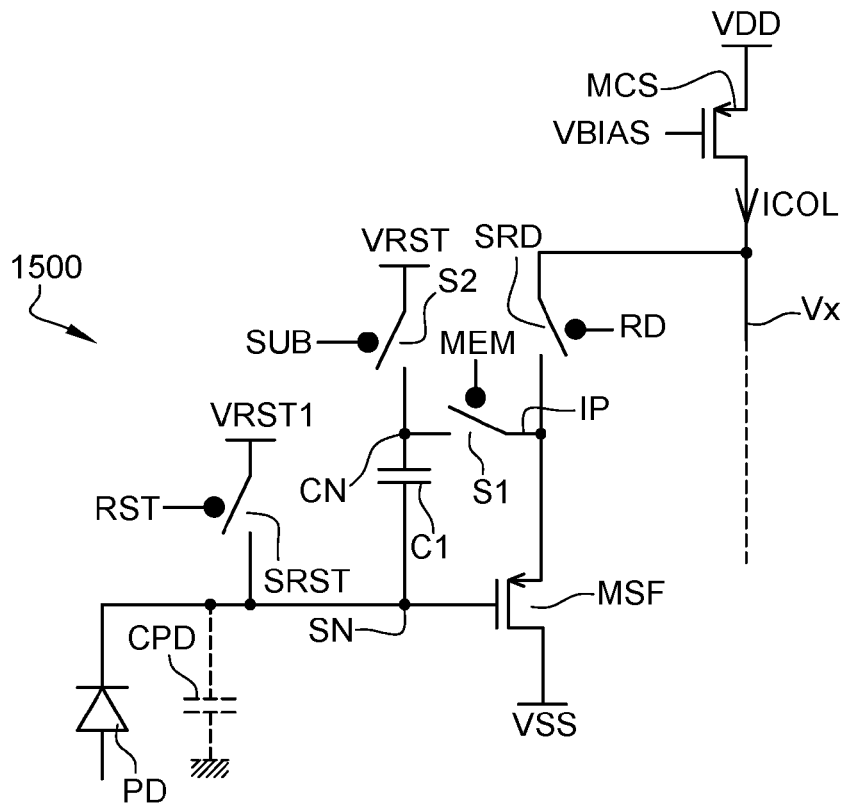 VDD
MCS
VBIAS
ICOL
VRST
SRD
1500
S2
Vx
SUB
MEM
RD
VRST1
IP
CN
S1
RST
C1
SRST
MSF
CPD
SN
VSS
PD